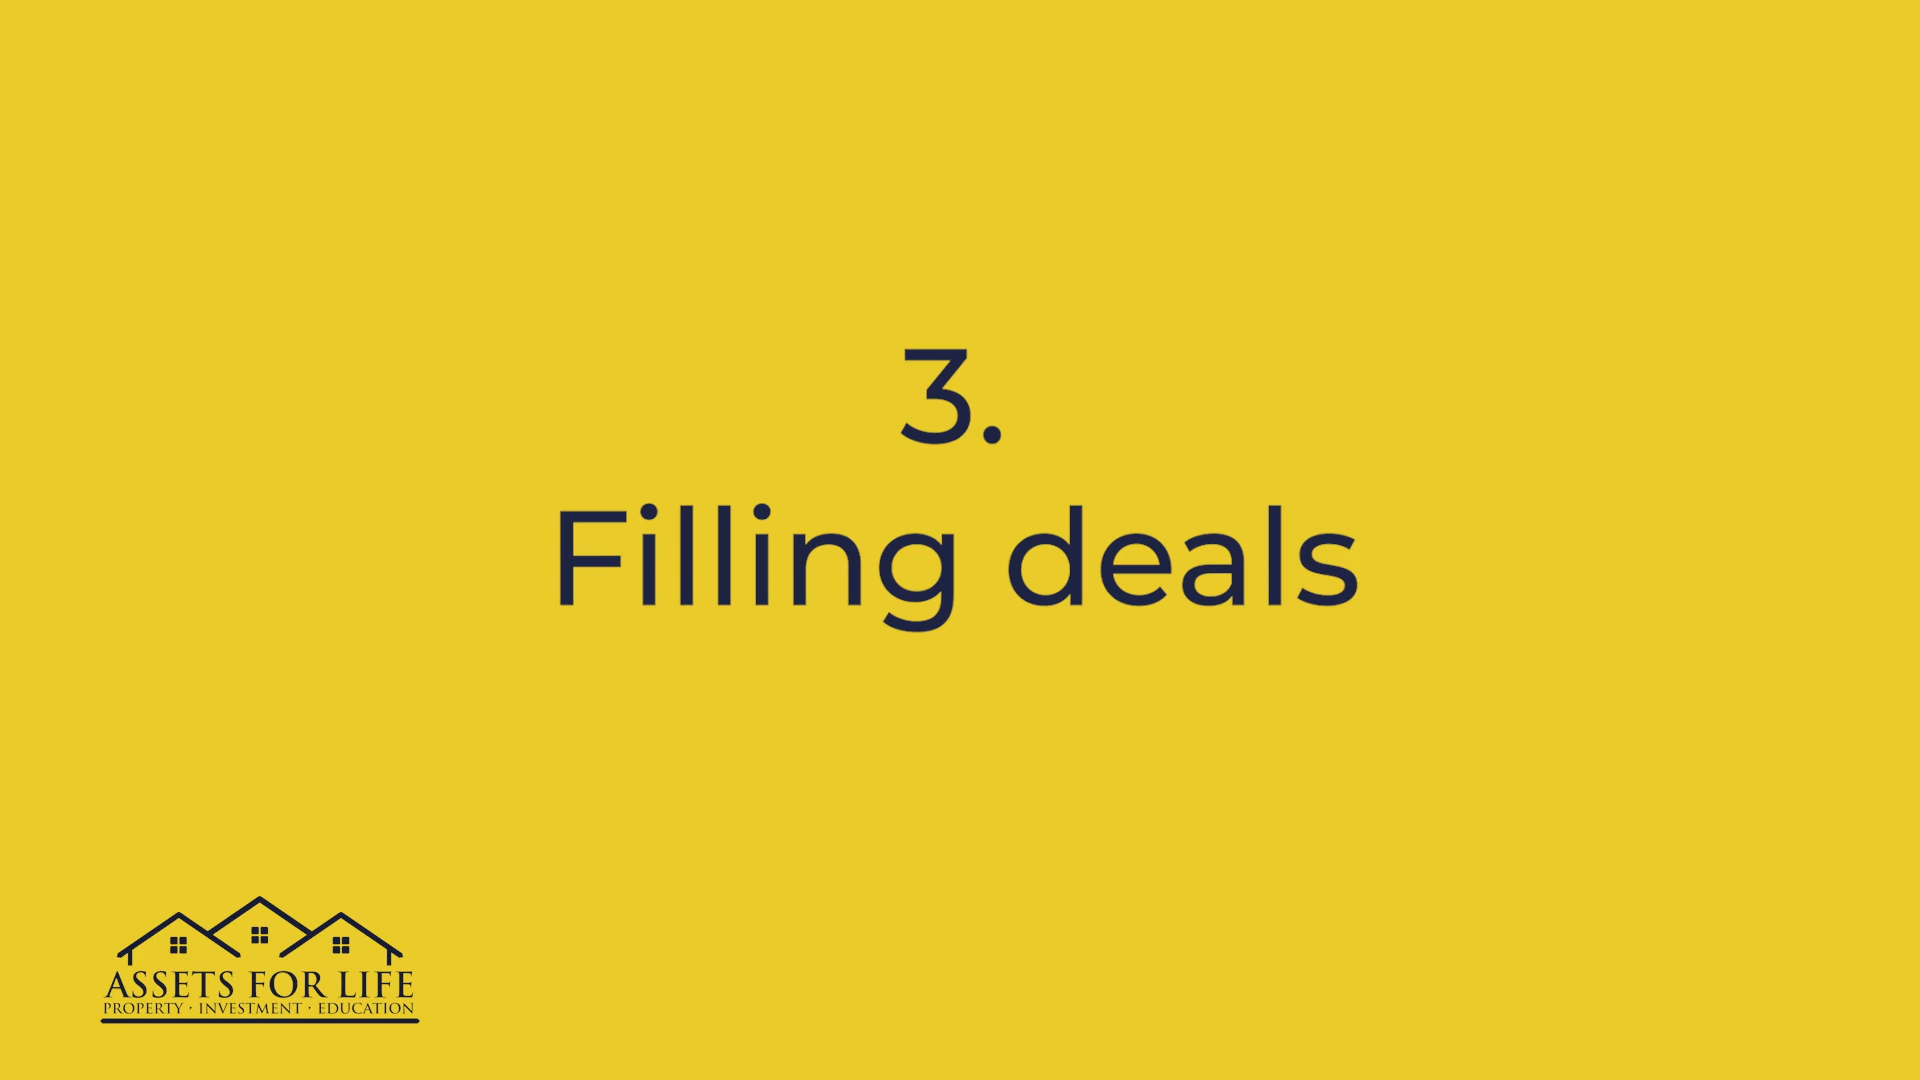 3.
Filling deals
ASSETS FOR LIFE
PROPERTY · INVESTMENT · EDUCATION